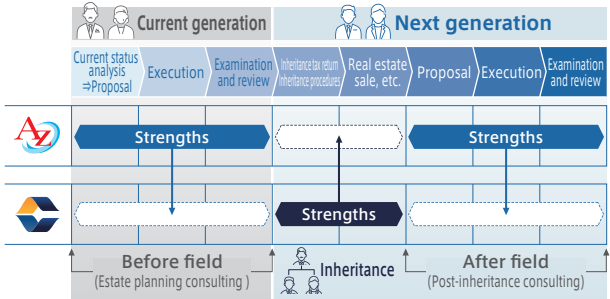 Current generation
Next generation
Current status
analysis
⇒Proposal
Execution
Examination
and review
Inheritance tax return
Inheritance procedures
Real estate
sale, etc.
Proposal
Execution
Examination
and review
AZ
Strengths
Strengths
Strengths
Before field
(Estate planning consulting )
Inheritance
After field
(Post-inheritance consulting)